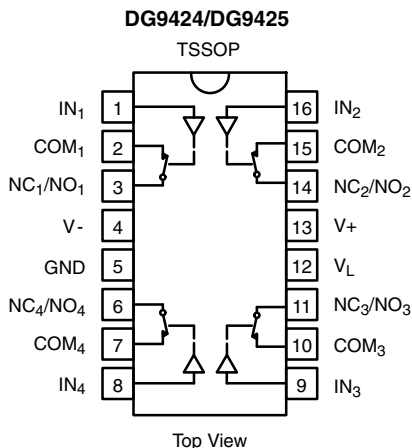 DG9424/DG9425
TSSOP
IN1 1 16 IN2
COM1 2 15 COM2
NC1/NO1 3 14 NC2/NO2
V- 4 13 V+
GND 5 12 VL
NC4/NO4 6 11 NC3/NO3
COM4 7 10 COM3
IN4 8 9 IN3
Top View